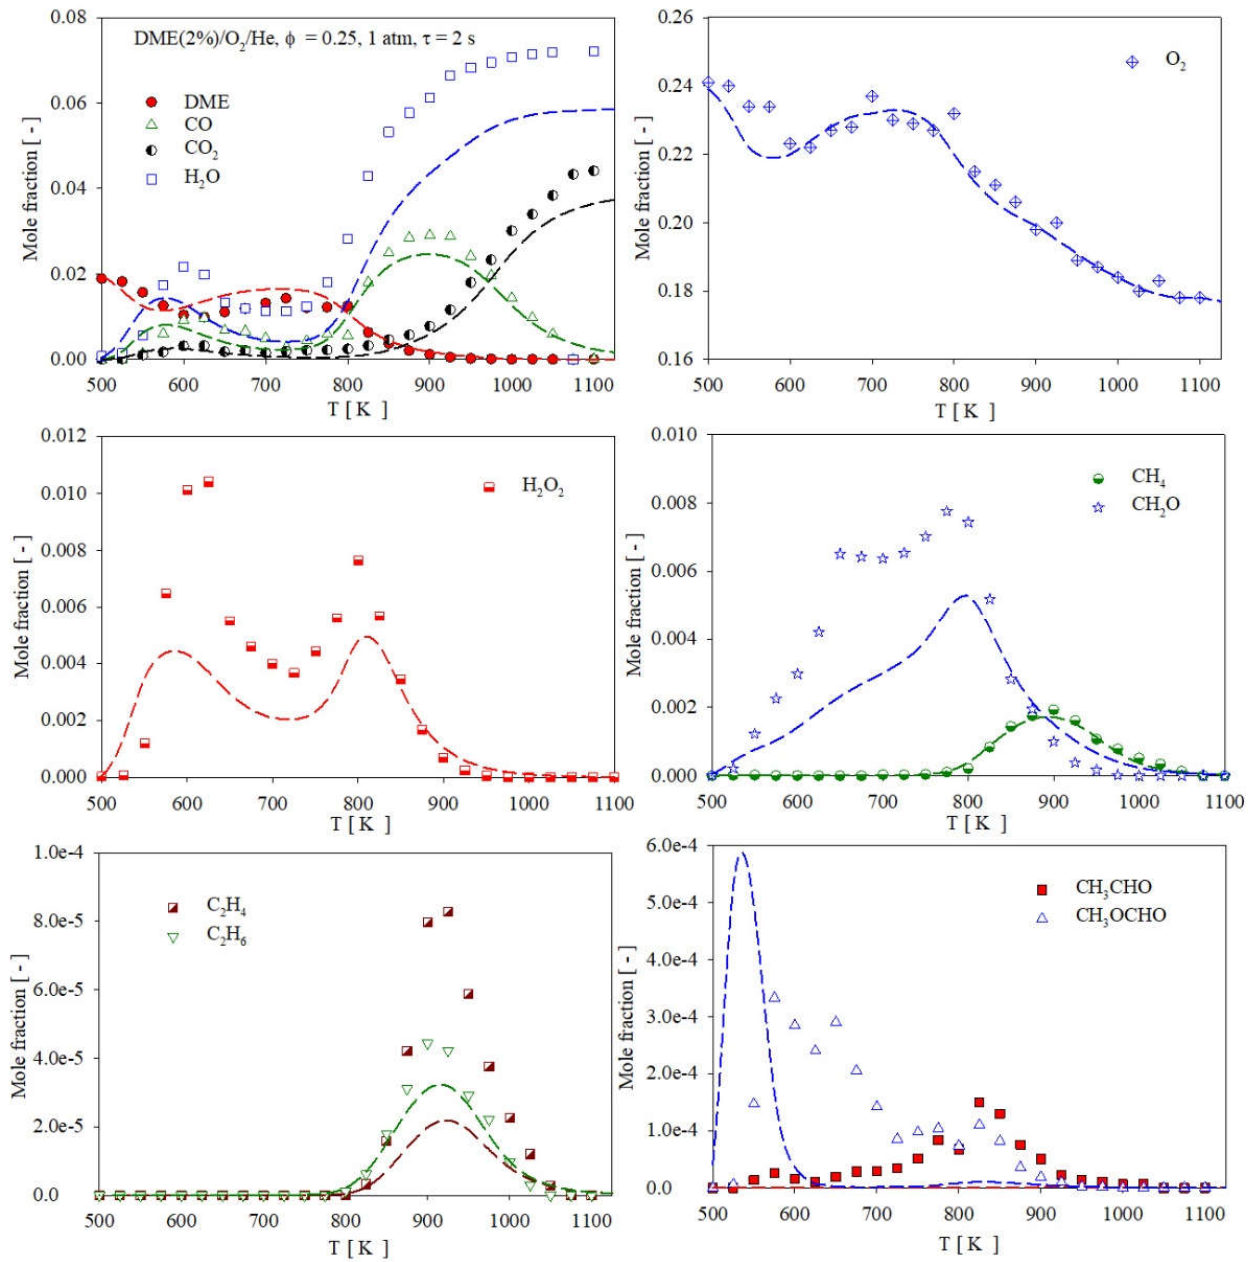 DME(2%)/O2/He, ϕ = 0.25, 1 atm, τ = 2 s
DME
CO
CO2
H2O
Mole fraction [ - ]
0.08
0.06
0.04
0.02
0.00
500 600 700 800 900 1000 1100
T [ K ]
O2
Mole fraction [ - ]
0.26
0.24
0.22
0.20
0.18
0.16
500 600 700 800 900 1000 1100
T [ K ]
H2O2
Mole fraction [ - ]
0.012
0.010
0.008
0.006
0.004
0.002
0.000
500 600 700 800 900 1000 1100
T [ K ]
CH4
CH2O
Mole fraction [ - ]
0.010
0.008
0.006
0.004
0.002
0.000
500 600 700 800 900 1000 1100
T [ K ]
C2H4
C2H6
Mole fraction [ - ]
1.0e-4
8.0e-5
6.0e-5
4.0e-5
2.0e-5
0.0
500 600 700 800 900 1000 1100
T [ K ]
CH3CHO
CH3OCHO
Mole fraction [ - ]
6.0e-4
5.0e-4
4.0e-4
3.0e-4
2.0e-4
1.0e-4
0.0
500 600 700 800 900 1000 1100
T [ K ]